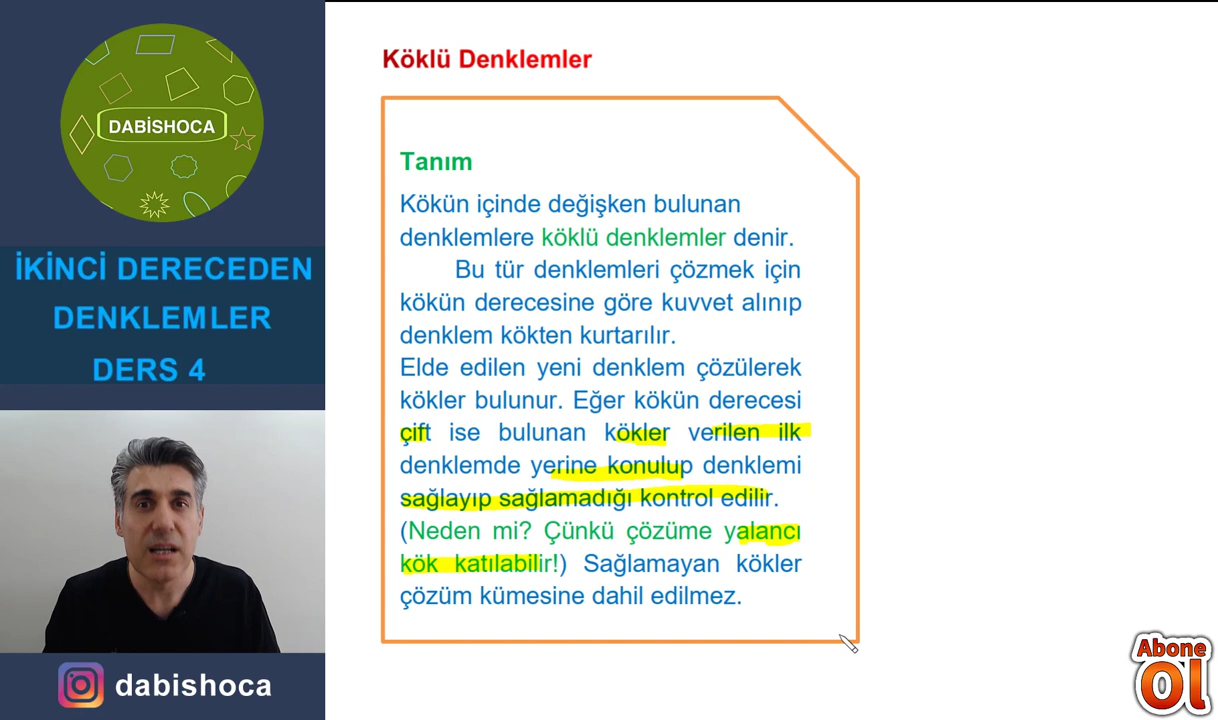 DABİSHOCA
İKİNCİ DERECEDEN
DENKLEMLER
DERS 4
dabishoca
Köklü Denklemler
Tanım
Kökün içinde değişken bulunan
denklemlere köklü denklemler denir.
Bu tür denklemleri çözmek için
kökün derecesine göre kuvvet alınıp
denklem kökten kurtarılır.
Elde edilen yeni denklem çözülerek
kökler bulunur. Eğer kökün derecesi
çift ise bulunan kökler verilen ilk
denklemde yerine konulup denklemi
sağlayıp sağlamadığı kontrol edilir.
(Neden mi? Çünkü çözüme yalancı
kök katılabilir!) Sağlamayan kökler
çözüm kümesine dahil edilmez.
Abone
Ol